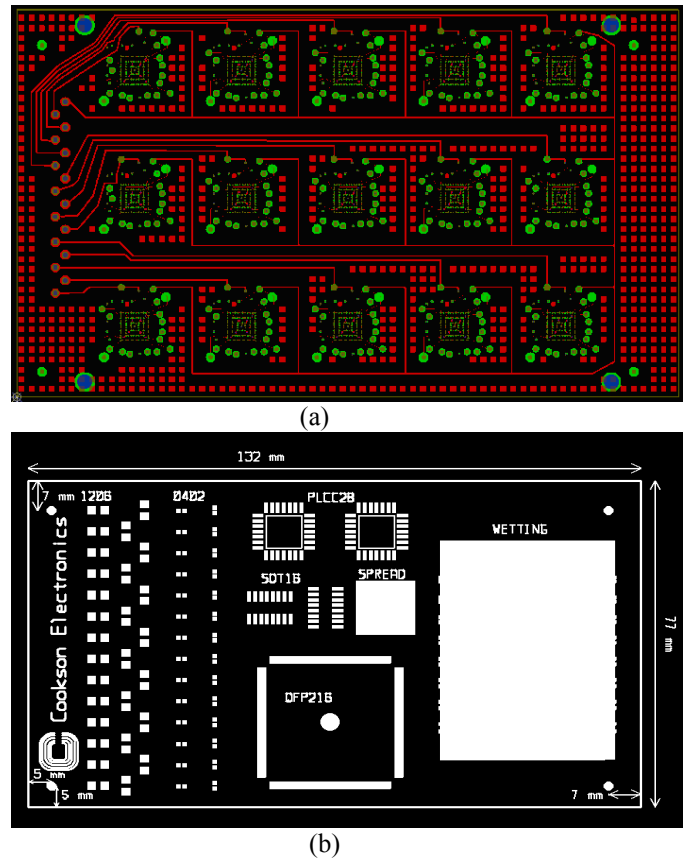 (a)
132 mm
7 mm 1206 0402 PLCC28
WETTING
Cookson Electronics
SOT16 SPREAD
77 mm
QFP216
5 mm
5 mm
7 mm
(b)